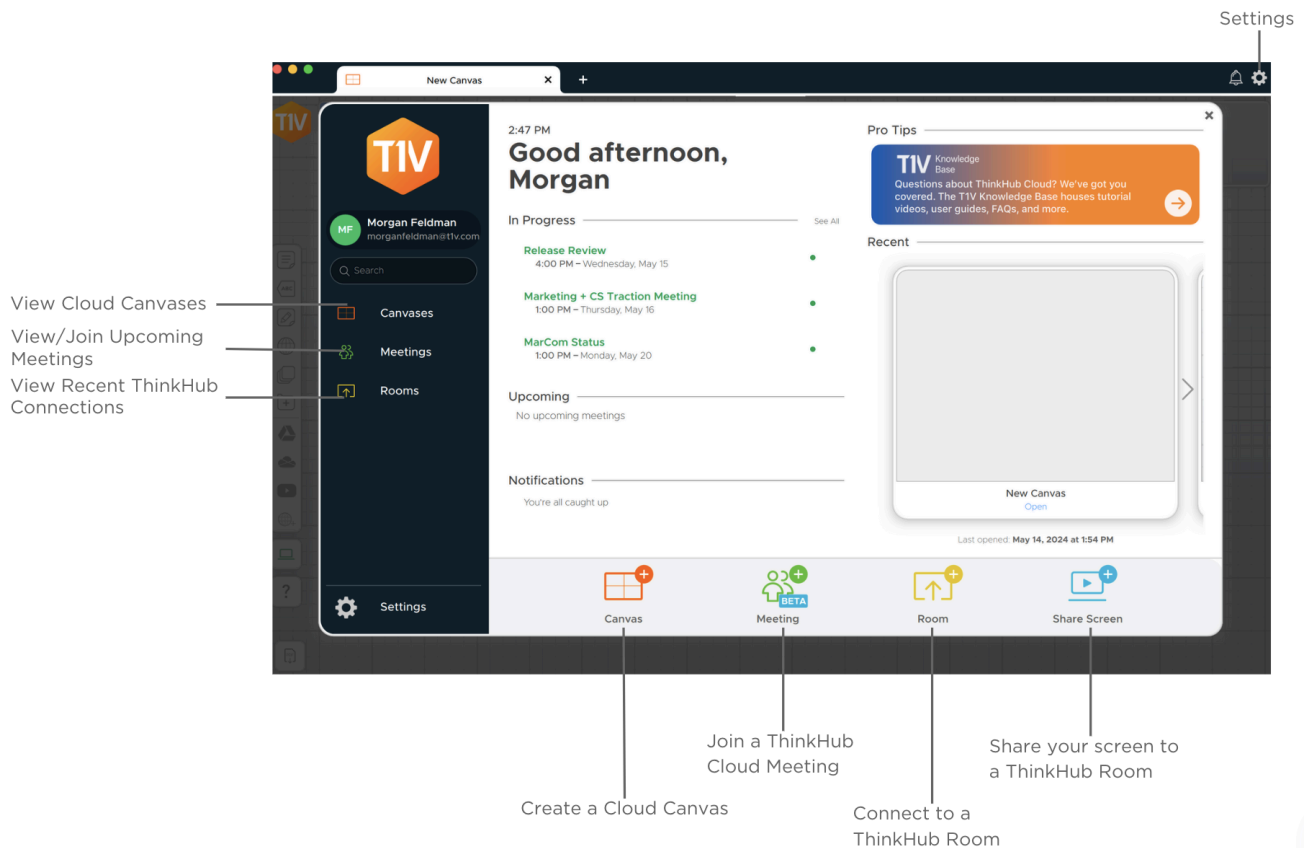 Settings
New Canvas
T1V
T1V
2:47 PM
Good afternoon,
Morgan
Morgan Feldman
morganfeldman@t1v.com
MF
Search
Canvases
Meetings
Rooms
Settings
View Cloud Canvases
View/Join Upcoming
Meetings
View Recent ThinkHub
Connections
In Progress
See All
Release Review
4:00 PM – Wednesday, May 15
Marketing + CS Traction Meeting
1:00 PM – Thursday, May 16
MarCom Status
1:00 PM – Monday, May 20
Upcoming
No upcoming meetings
Notifications
You're all caught up
Pro Tips
T1V Knowledge
Base
Questions about ThinkHub Cloud? We've got you
covered. The T1V Knowledge Base houses tutorial
videos, user guides, FAQs, and more.
Recent
New Canvas
Open
Last opened: May 14, 2024 at 1:54 PM
Canvas
BETA
Meeting
Room
Share Screen
Join a ThinkHub
Cloud Meeting
Share your screen to
a ThinkHub Room
Create a Cloud Canvas
Connect to a
ThinkHub Room